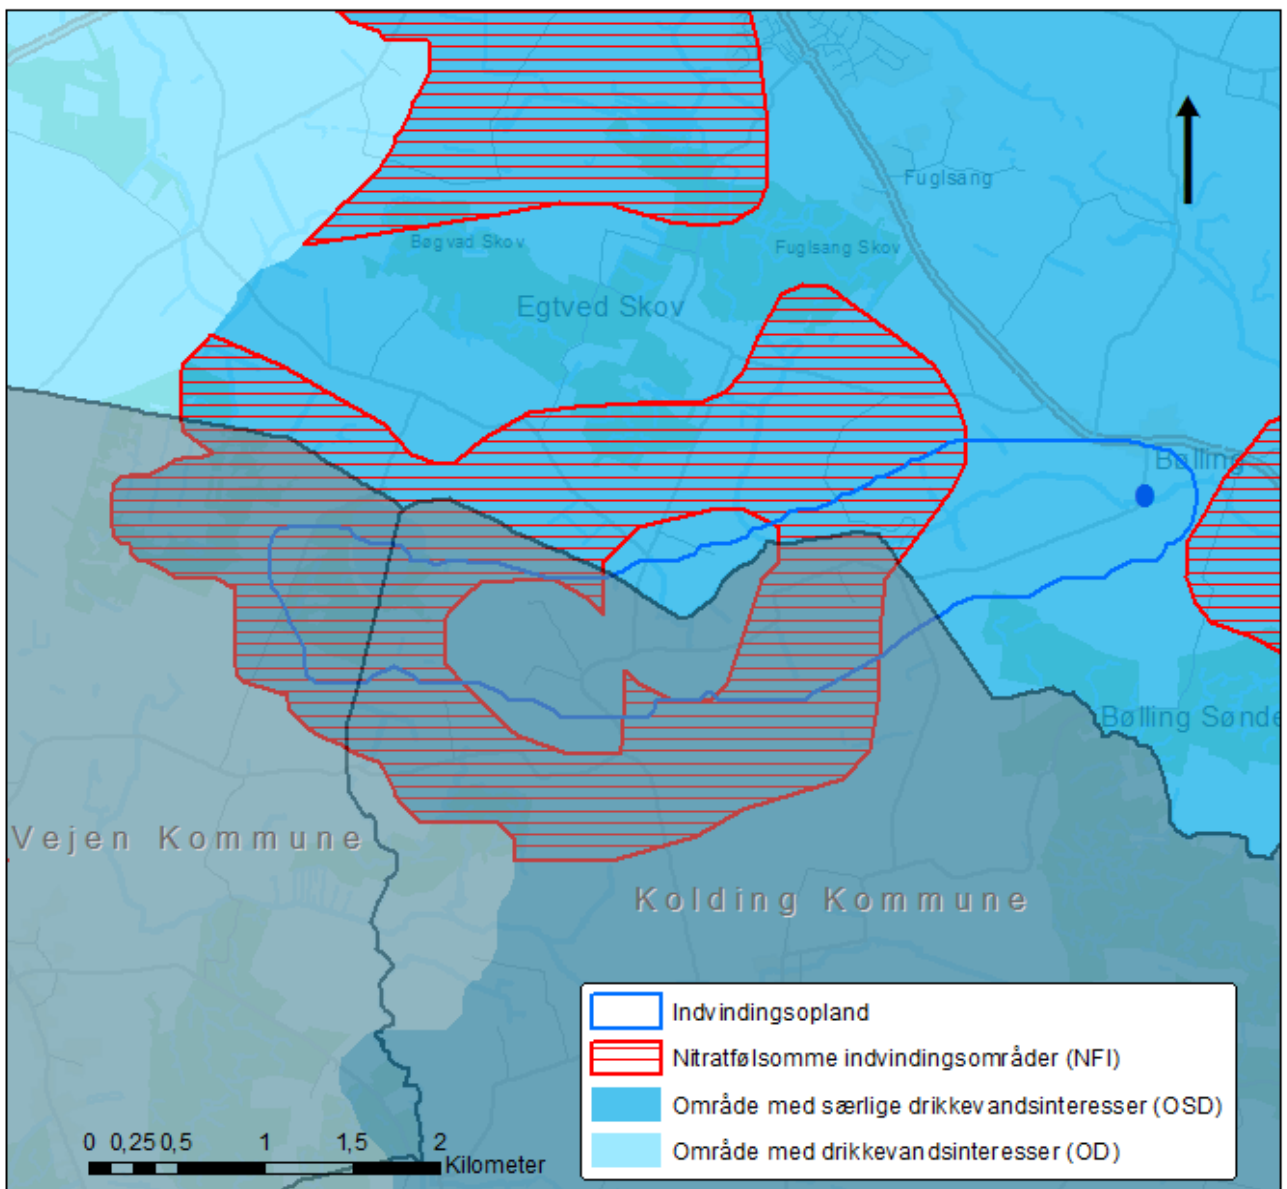 Fuglsang
Bøgvad Skov
Fuglsang Skov
Egtved Skov
Bølling
Bølling Sønde
Vejen Kommune
Kolding Kommune
Indvindingsopland
Nitratfølsomme indvindingsområder (NFI)
Område med særlige drikkevandsinteresser (OSD)
Område med drikkevandsinteresser (OD)
0 0,25 0,5 1 1,5 2
Kilometer